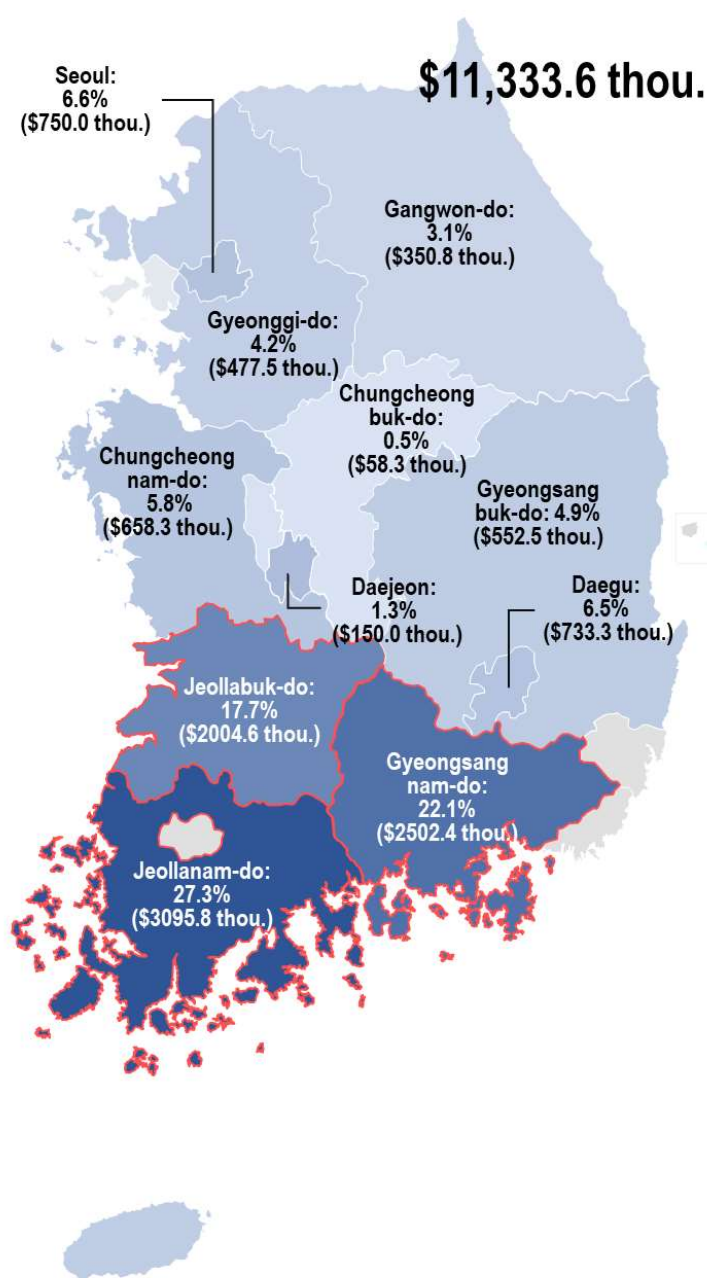 $11,333.6 thou.
Seoul:
6.6%
($750.0 thou.)
Gangwon-do:
3.1%
($350.8 thou.)
Gyeonggi-do:
4.2%
($477.5 thou.)
Chungcheong
buk-do:
0.5%
($58.3 thou.)
Chungcheong
nam-do:
5.8%
($658.3 thou.)
Gyeongsang
buk-do: 4.9%
($552.5 thou.)
Daejeon:
1.3%
($150.0 thou.)
Daegu:
6.5%
($733.3 thou.)
Jeollabuk-do:
17.7%
($2004.6 thou.)
Gyeongsang
nam-do:
22.1%
($2502.4 thou.)
Jeollanam-do:
27.3%
($3095.8 thou.)